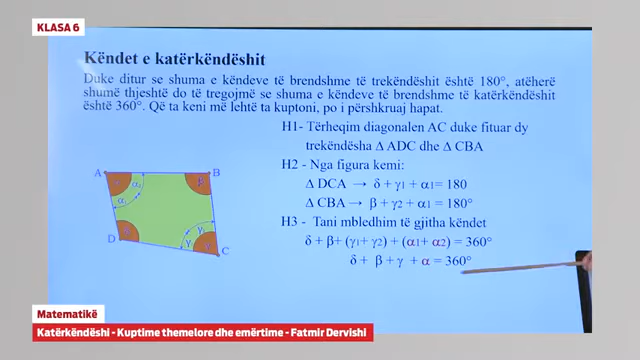 KLASA 6
Këndet e katërkëndëshit
Duke ditur se shuma e këndeve të brendshme të trekëndëshit është 180°, atëherë
shumë thjeshtë do të tregojmë se shuma e këndeve të brendshme të katërkëndëshit
është 360°. Që ta keni më lehtë ta kuptoni, po i përshkruaj hapat.
H1- Tërheqim diagonalen AC duke fituar dy
trekëndësha Δ ADC dhe Δ CBA
H2 - Nga figura kemi:
Δ DCA → δ + γ1 + α1= 180
Δ CBA → β + γ2 + α1 = 180°
H3 - Tani mbledhim të gjitha këndet
δ + β+ (γ1+ γ2) + (α1+ α2) = 360°
δ + β + γ + α = 360°
A
B
D
C
Matematikë
Katërkëndëshi - Kuptime themelore dhe emërtime - Fatmir Dervishi